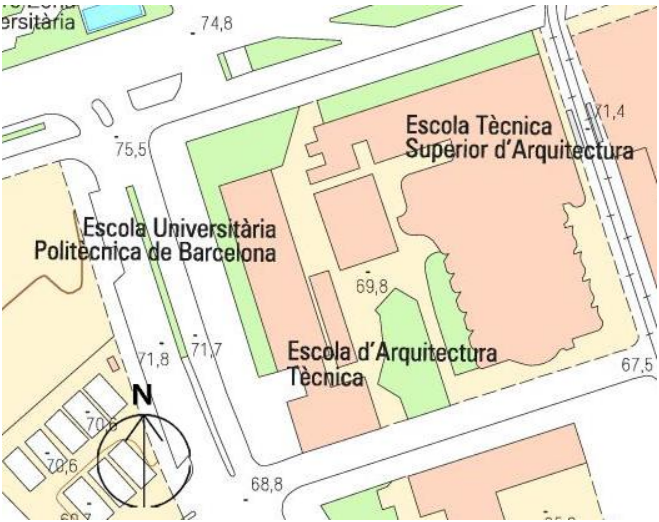 ersitària
74,8
75,5
Escola Tècnica
Superior d'Arquitectura
71,4
Escola Universitària
Politècnica de Barcelona
69,8
71,8
71,7
Escola d'Arquitectura
Tècnica
67,5
N
70,6
70,6
68,8